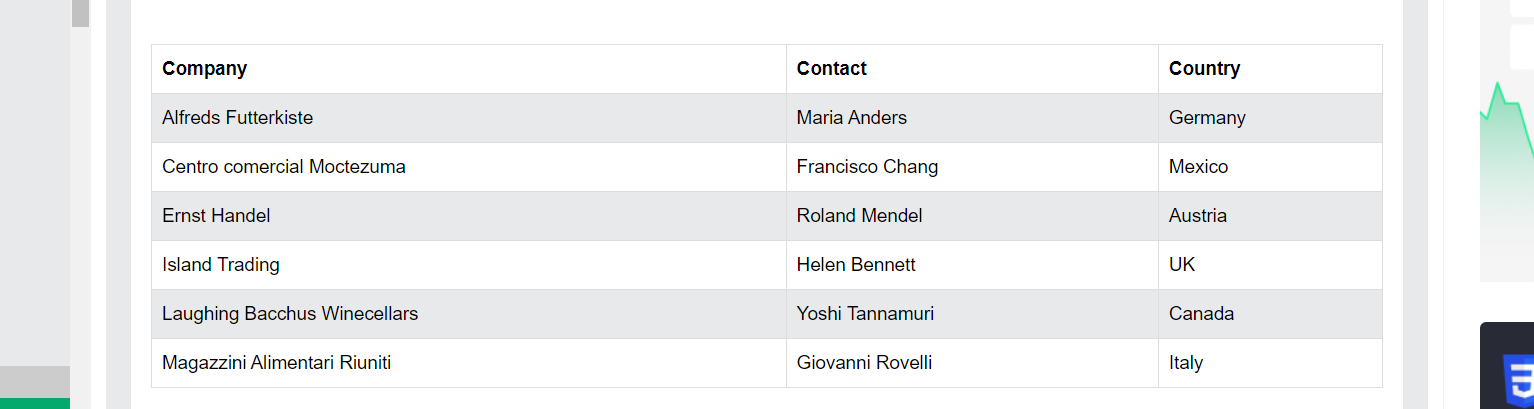 Company Contact Country
Alfreds Futterkiste Maria Anders Germany
Centro comercial Moctezuma Francisco Chang Mexico
Ernst Handel Roland Mendel Austria
Island Trading Helen Bennett UK
Laughing Bacchus Winecellars Yoshi Tannamuri Canada
Magazzini Alimentari Riuniti Giovanni Rovelli Italy